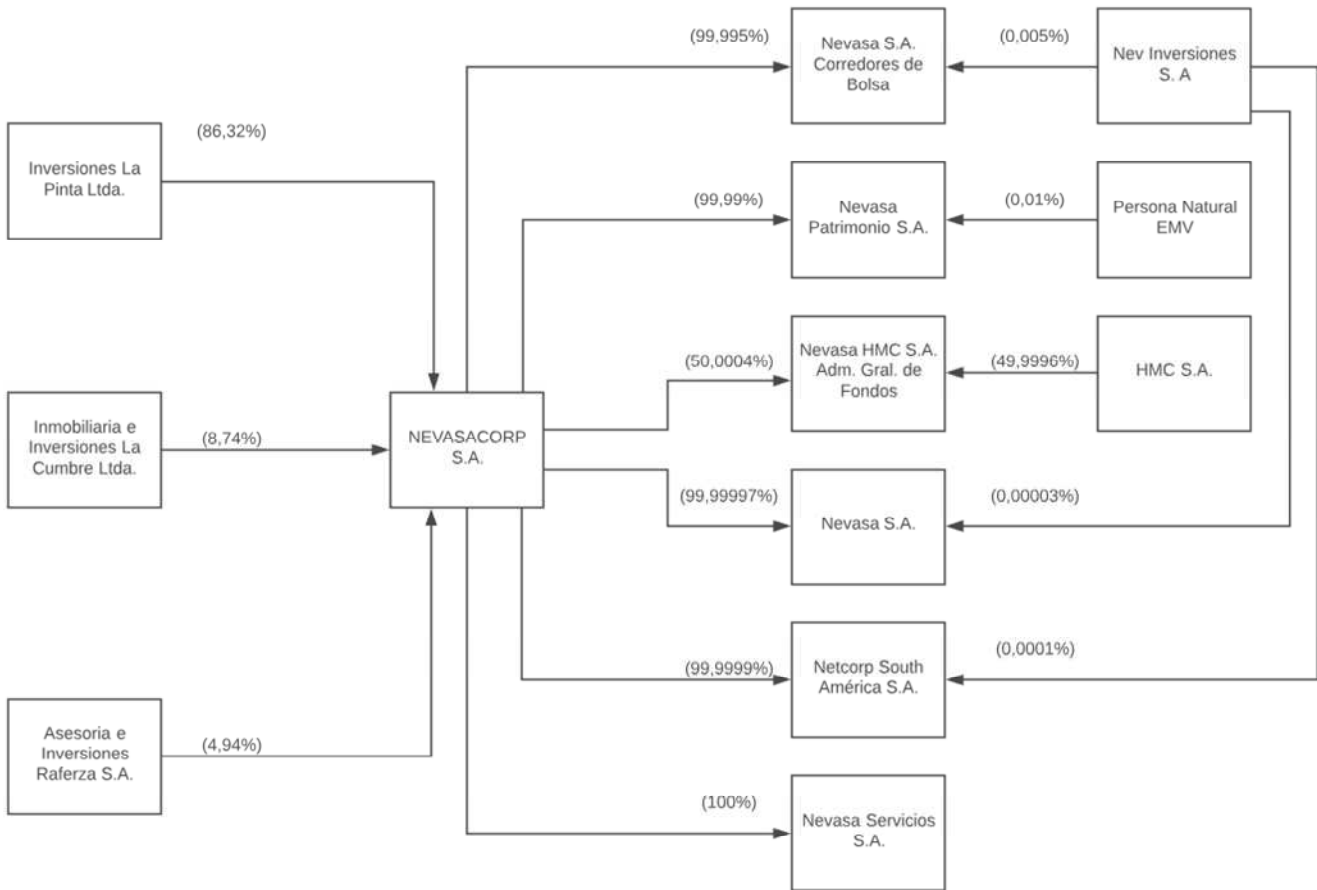 (99,995%)
Nevasa S.A.
Corredores de
Bolsa
(0,005%)
Nev Inversiones
S. A
(86,32%)
Inversiones La
Pinta Ltda.
(99,99%)
Nevasa
Patrimonio S.A.
(0,01%)
Persona Natural
EMV
(50,0004%)
Nevasa HMC S.A.
Adm. Gral. de
Fondos
(49,9996%)
HMC S.A.
Inmobiliaria e
Inversiones La
Cumbre Ltda.
(8,74%)
NEVASACORP
S.A.
(99,99997%)
Nevasa S.A.
(0,00003%)
(99,9999%)
Netcorp South
América S.A.
(0,0001%)
Asesoria e
Inversiones
Raferza S.A.
(4,94%)
(100%)
Nevasa Servicios
S.A.